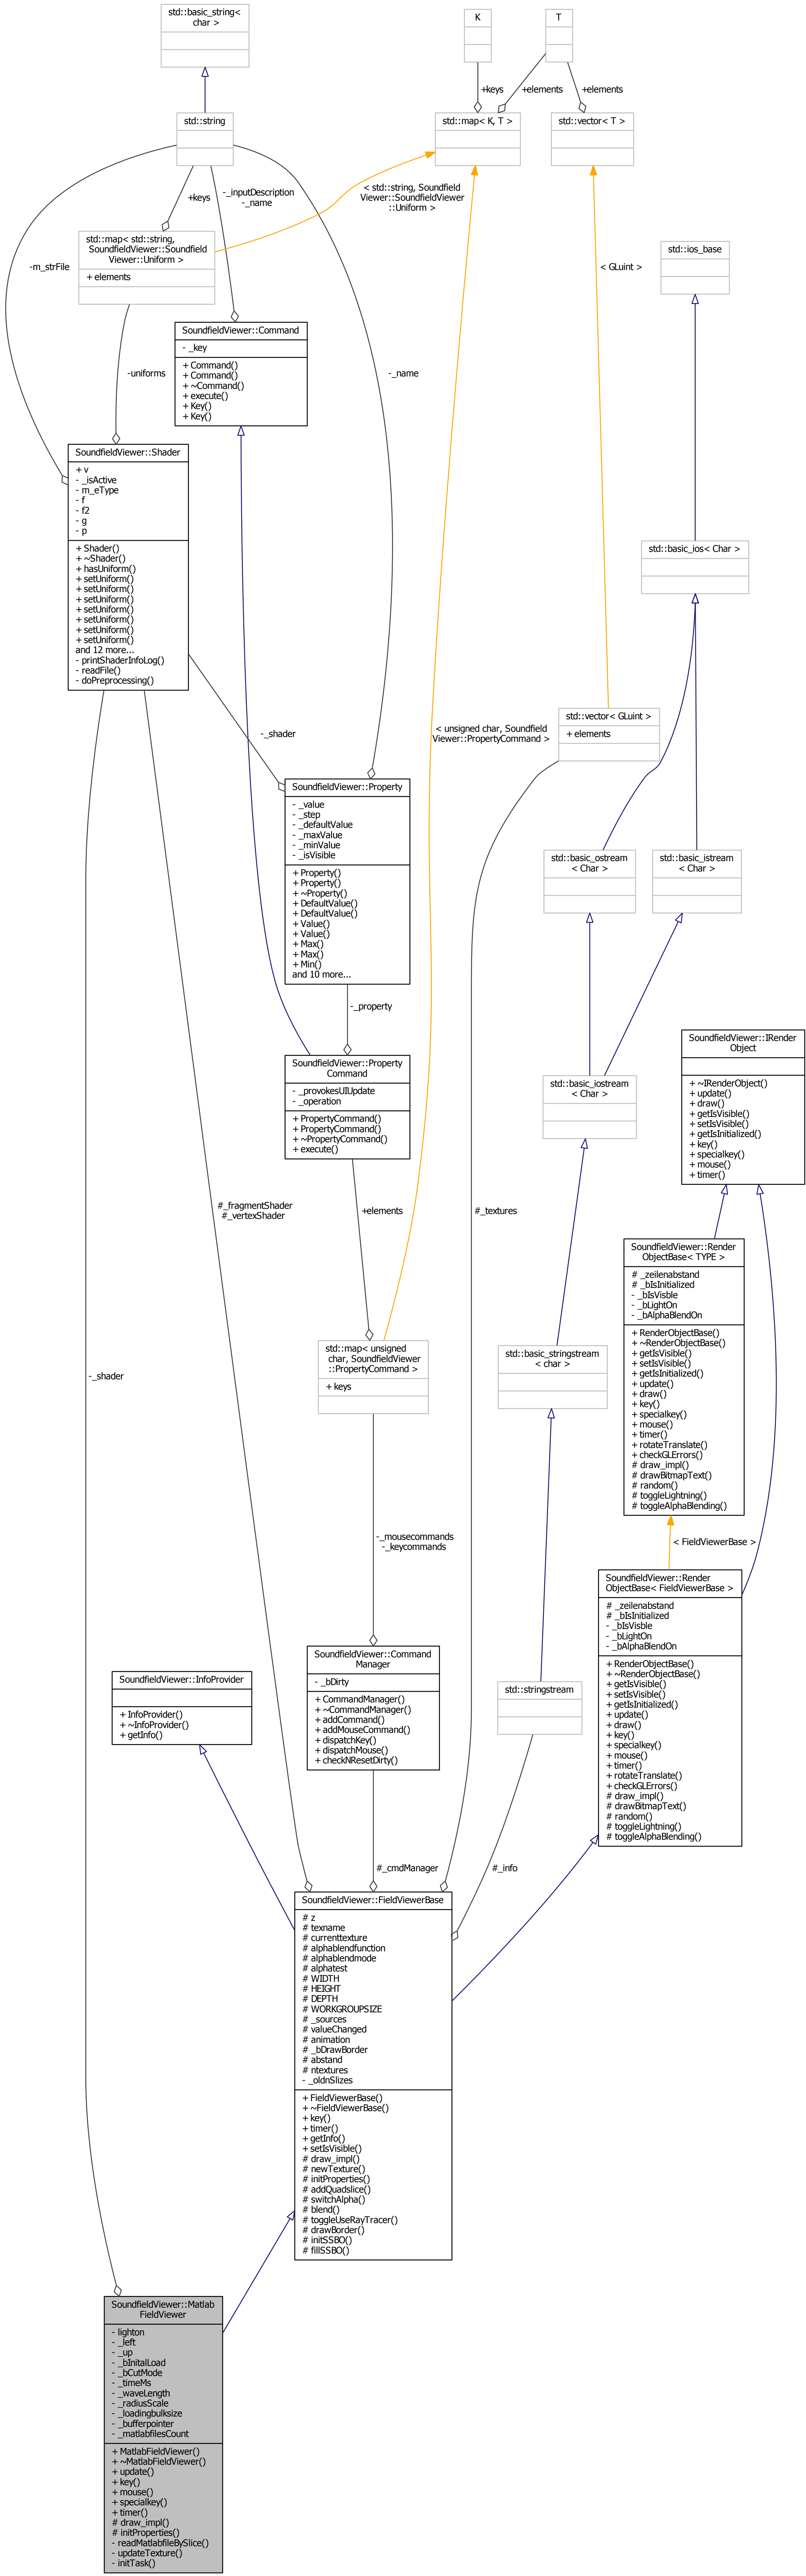 std::basic_string<
char >
K
T
+keys
+elements
+elements
std::string
std::map< K, T >
std::vector< T >
+keys
-_inputDescription
-_name
< std::string, Soundfield
Viewer::SoundfieldViewer
::Uniform >
-m_strFile
std::map< std::string,
SoundfieldViewer::Soundfield
Viewer::Uniform >
+ elements
< GLuint >
std::ios_base
SoundfieldViewer::Command
- _key
+ Command()
+ Command()
+ ~Command()
+ execute()
+ Key()
+ Key()
-uniforms
-_name
SoundfieldViewer::Shader
+ v
- _isActive
- m_eType
- f
- f2
- g
- p
+ Shader()
+ ~Shader()
+ hasUniform()
+ setUniform()
+ setUniform()
+ setUniform()
+ setUniform()
+ setUniform()
+ setUniform()
+ setUniform()
and 12 more...
- printShaderInfoLog()
- readFile()
- doPreprocessing()
std::basic_ios< Char >
-_shader
< unsigned char, Soundfield
Viewer::PropertyCommand >
std::vector< GLuint >
+ elements
SoundfieldViewer::Property
- _value
- _step
- _defaultValue
- _maxValue
- _minValue
- _isVisible
+ Property()
+ Property()
+ ~Property()
+ DefaultValue()
+ DefaultValue()
+ Value()
+ Value()
+ Max()
+ Max()
+ Min()
and 10 more...
std::basic_ostream
< Char >
std::basic_istream
< Char >
-_property
SoundfieldViewer::Property
Command
- _provokesUIUpdate
- _operation
+ PropertyCommand()
+ PropertyCommand()
+ ~PropertyCommand()
+ execute()
std::basic_iostream
< Char >
SoundfieldViewer::IRender
Object
+ ~IRenderObject()
+ update()
+ draw()
+ getIsVisible()
+ setIsVisible()
+ getIsInitialized()
+ key()
+ specialkey()
+ mouse()
+ timer()
#_fragmentShader
#_vertexShader
+elements
#_textures
SoundfieldViewer::Render
ObjectBase< TYPE >
# _zeilenabstand
# _bIsInitialized
- _bIsVisble
- _bLightOn
- _bAlphaBlendOn
+ RenderObjectBase()
+ ~RenderObjectBase()
+ getIsVisible()
+ setIsVisible()
+ getIsInitialized()
+ update()
+ draw()
+ key()
+ specialkey()
+ mouse()
+ timer()
+ rotateTranslate()
+ checkGLErrors()
# draw_impl()
# drawBitmapText()
# random()
# toggleLightning()
# toggleAlphaBlending()
-_shader
std::map< unsigned
char, SoundfieldViewer
::PropertyCommand >
+ keys
std::basic_stringstream
< char >
-_mousecommands
-_keycommands
< FieldViewerBase >
SoundfieldViewer::Render
ObjectBase< FieldViewerBase >
# _zeilenabstand
# _bIsInitialized
- _bIsVisble
- _bLightOn
- _bAlphaBlendOn
+ RenderObjectBase()
+ ~RenderObjectBase()
+ getIsVisible()
+ setIsVisible()
+ getIsInitialized()
+ update()
+ draw()
+ key()
+ specialkey()
+ mouse()
+ timer()
+ rotateTranslate()
+ checkGLErrors()
# draw_impl()
# drawBitmapText()
# random()
# toggleLightning()
# toggleAlphaBlending()
SoundfieldViewer::InfoProvider
+ InfoProvider()
+ ~InfoProvider()
+ getInfo()
SoundfieldViewer::Command
Manager
- _bDirty
+ CommandManager()
+ ~CommandManager()
+ addCommand()
+ addMouseCommand()
+ dispatchKey()
+ dispatchMouse()
+ checkNResetDirty()
std::stringstream
#_cmdManager
#_info
SoundfieldViewer::FieldViewerBase
# z
# texname
# currenttexture
# alphablendfunction
# alphablendmode
# alphatest
# WIDTH
# HEIGHT
# DEPTH
# WORKGROUPSIZE
# _sources
# valueChanged
# animation
# _bDrawBorder
# abstand
# ntextures
- _oldnSlizes
+ FieldViewerBase()
+ ~FieldViewerBase()
+ key()
+ timer()
+ getInfo()
+ setIsVisible()
# draw_impl()
# newTexture()
# initProperties()
# addQuadslice()
# switchAlpha()
# blend()
# toggleUseRayTracer()
# drawBorder()
# initSSBO()
# fillSSBO()
SoundfieldViewer::Matlab
FieldViewer
- lighton
- _left
- _up
- _bInitalLoad
- _bCutMode
- _timeMs
- _waveLength
- _radiusScale
- _loadingbulksize
- _bufferpointer
- _matlabfilesCount
+ MatlabFieldViewer()
+ ~MatlabFieldViewer()
+ update()
+ key()
+ mouse()
+ specialkey()
+ timer()
# draw_impl()
# initProperties()
- readMatlabfileBySlice()
- updateTexture()
- initTask()